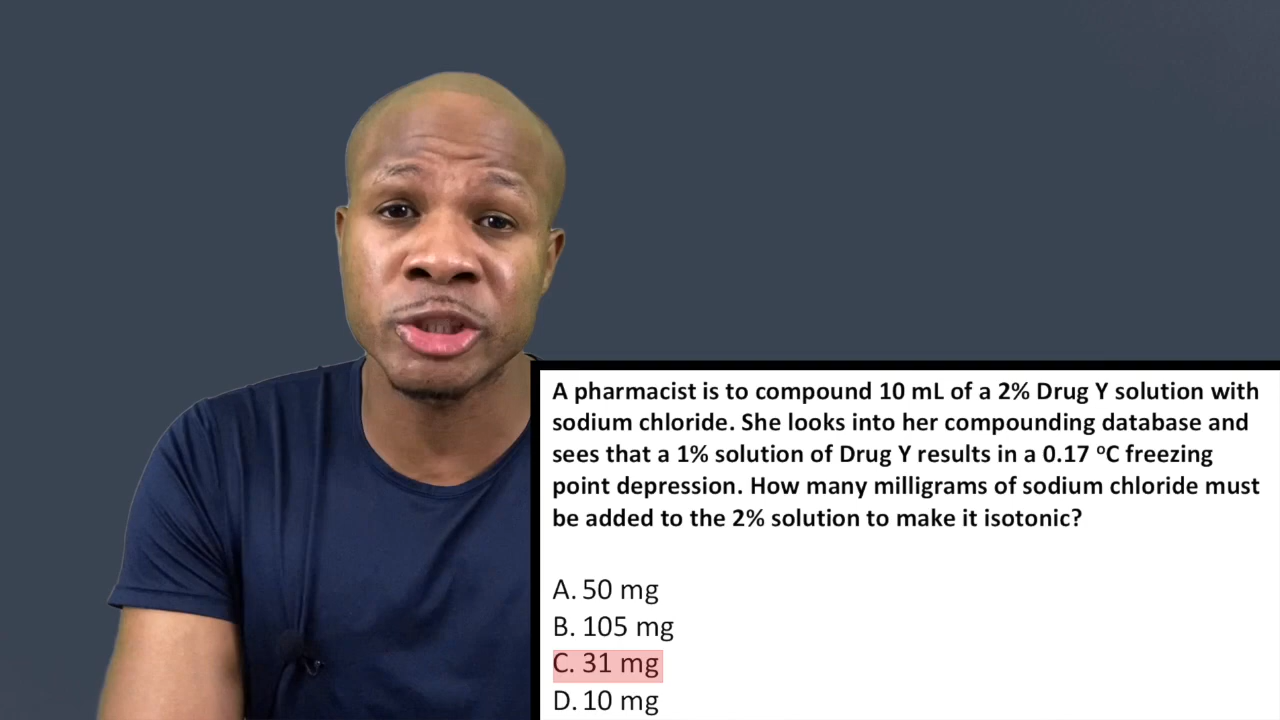 A pharmacist is to compound 10 mL of a 2% Drug Y solution with
sodium chloride. She looks into her compounding database and
sees that a 1% solution of Drug Y results in a 0.17 ºC freezing
point depression. How many milligrams of sodium chloride must
be added to the 2% solution to make it isotonic?
A. 50 mg
B. 105 mg
C. 31 mg
D. 10 mg